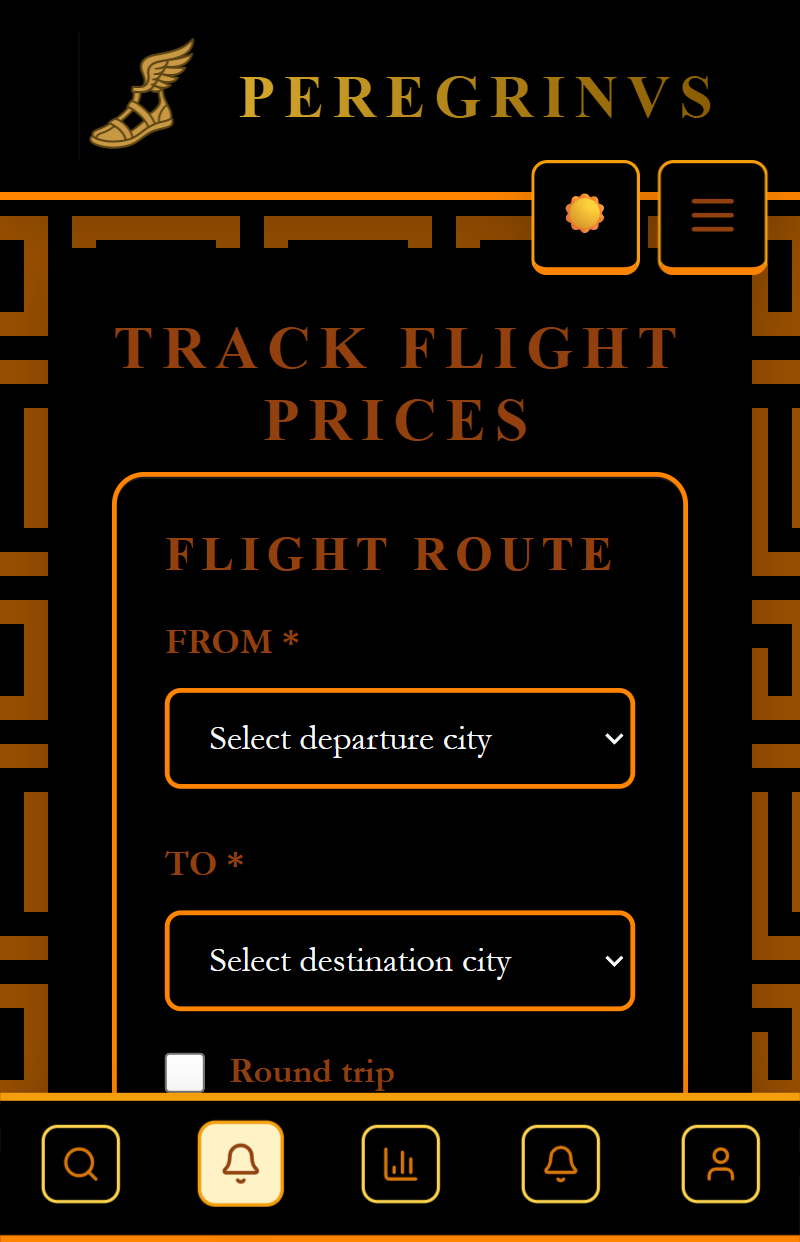 PEREGRINVS
TRACK FLIGHT
PRICES
FLIGHT ROUTE
FROM *
Select departure city
TO *
Select destination city
Round trip